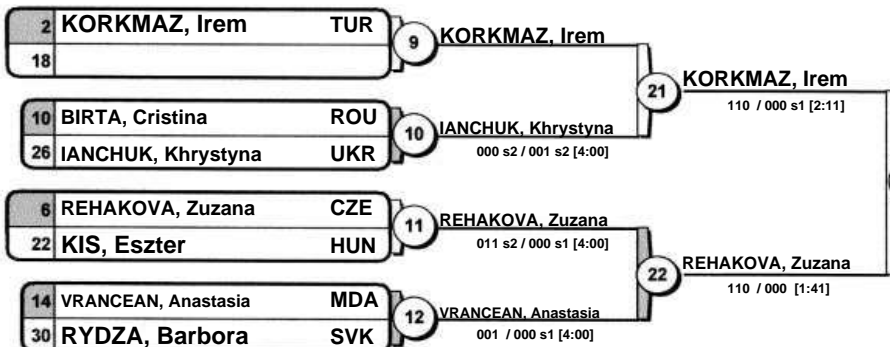 2 KORKMAZ, Irem TUR
18
9
KORKMAZ, Irem
10 BIRTA, Cristina ROU
26 IANCHUK, Khrystyna UKR
10
IANCHUK, Khrystyna
000 s2 / 001 s2 [4:00]
21
KORKMAZ, Irem
110 / 000 s1 [2:11]
6 REHAKOVA, Zuzana CZE
22 KIS, Eszter HUN
11
REHAKOVA, Zuzana
011 s2 / 000 s1 [4:00]
14 VRANCEAN, Anastasia MDA
30 RYDZA, Barbora SVK
12
VRANCEAN, Anastasia
001 / 000 s1 [4:00]
22
REHAKOVA, Zuzana
110 / 000 [1:41]